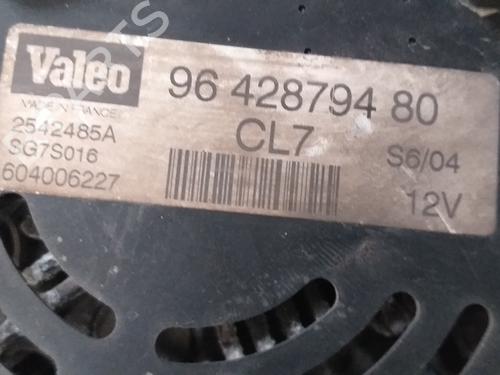 Valeo
96 428794 80
MADE IN FRANCE
2542485A
CL7
SG7S016
S6/04
604006227
12V